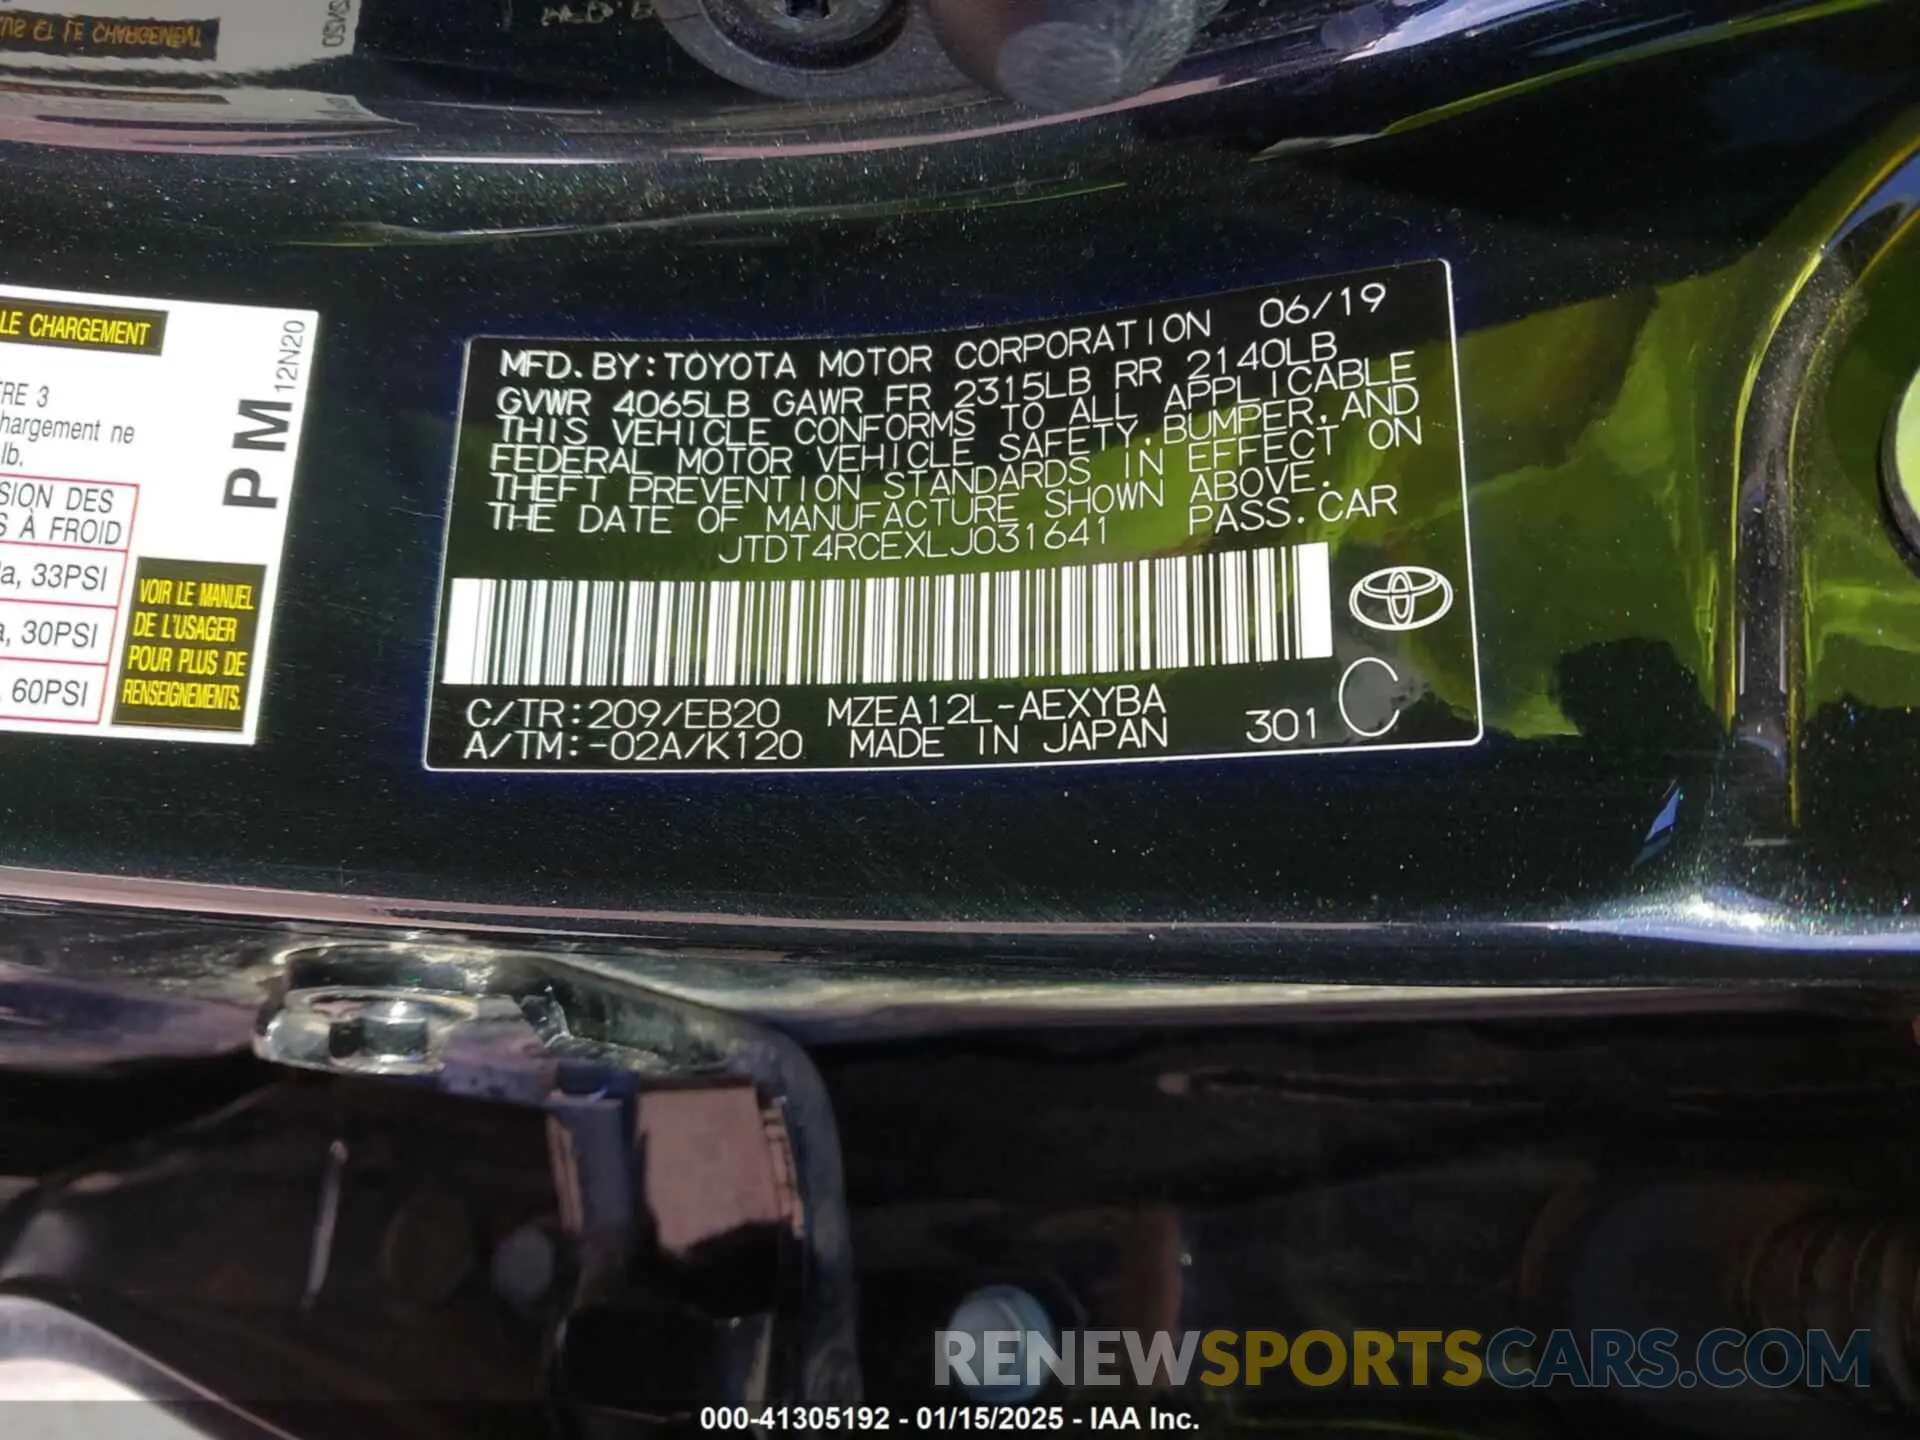 LE CHARGEMENT
ÈRE 3
hargement ne
lb.
SION DES
S À FROID
a, 33PSI
a, 30PSI
, 60PSI
VOIR LE MANUEL
DE L'USAGER
POUR PLUS DE
RENSEIGNEMENTS.
PM 12N20
MFD. BY: TOYOTA MOTOR CORPORATION 06/19
GVWR 4065LB GAWR FR 2315LB RR 2140LB
THIS VEHICLE CONFORMS TO ALL APPLICABLE
FEDERAL MOTOR VEHICLE SAFETY, BUMPER, AND
THEFT PREVENTION STANDARDS IN EFFECT ON
THE DATE OF MANUFACTURE SHOWN ABOVE.
JTDT4RCEXLJ031641 PASS. CAR
C/TR:209/EB20 MZEA12L-AEXYBA
A/TM:-02A/K120 MADE IN JAPAN 301 C
RENEWSPORTSCARS.COM
000-41305192 - 01/15/2025 - IAA Inc.